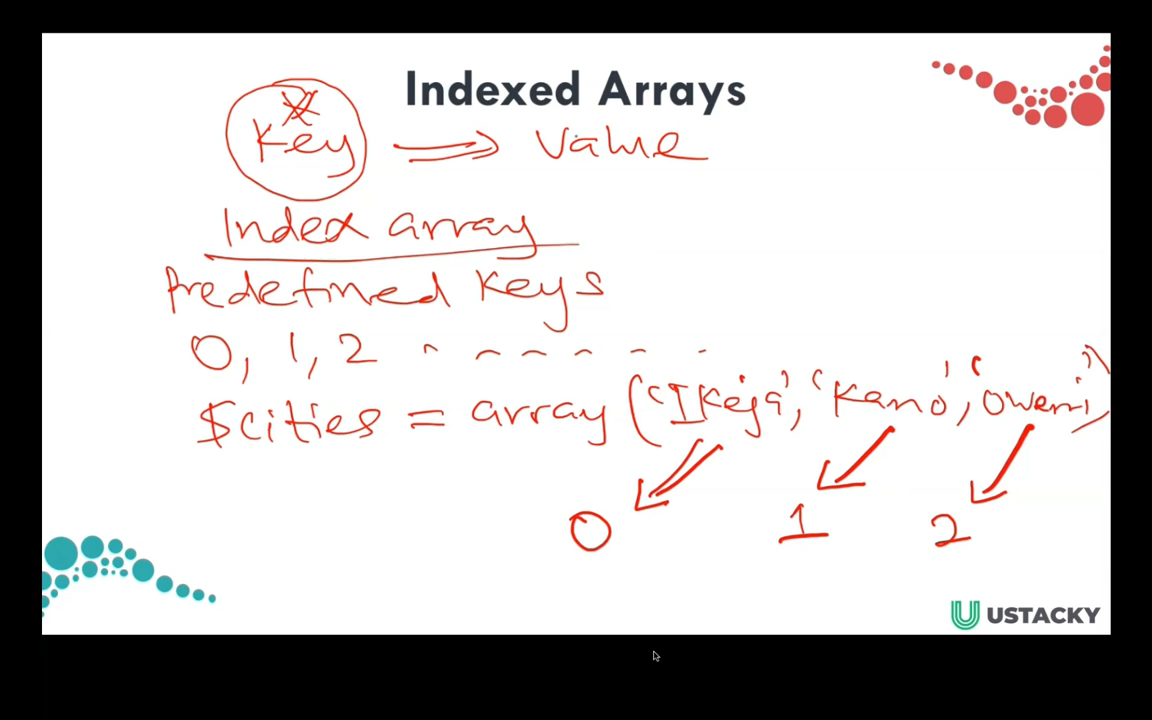 Indexed Arrays
Key ⇒ Value
Index array
Predefined Keys
0, 1, 2 - - - - - -
$cities = array ('Ikeja', 'Kano', 'Owerri')
0 1 2
USTACKY